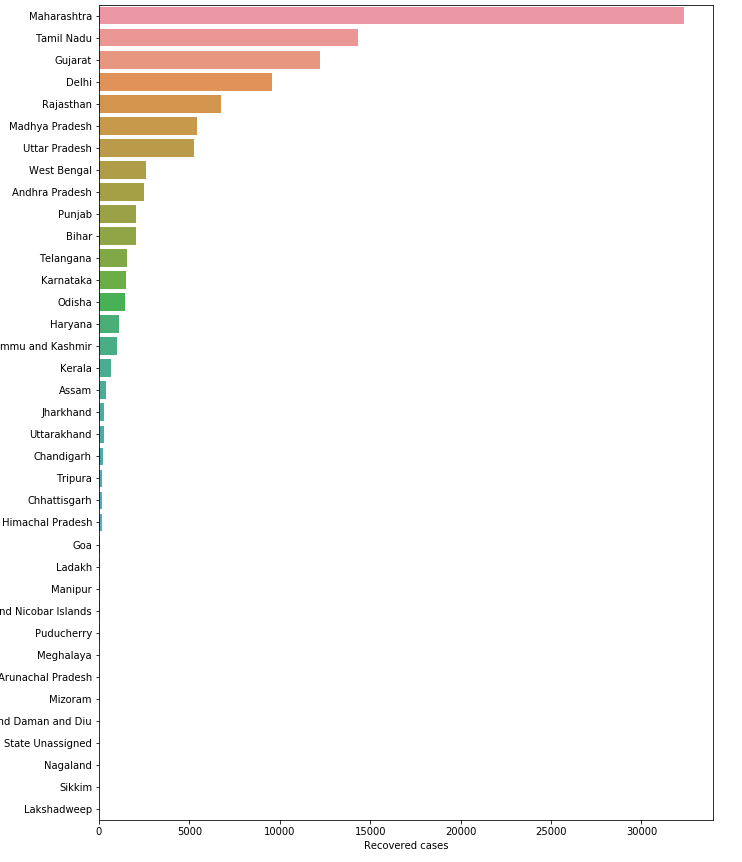 Maharashtra
Tamil Nadu
Gujarat
Delhi
Rajasthan
Madhya Pradesh
Uttar Pradesh
West Bengal
Andhra Pradesh
Punjab
Bihar
Telangana
Karnataka
Odisha
Haryana
mmu and Kashmir
Kerala
Assam
Jharkhand
Uttarakhand
Chandigarh
Tripura
Chhattisgarh
Himachal Pradesh
Goa
Ladakh
Manipur
nd Nicobar Islands
Puducherry
Meghalaya
Arunachal Pradesh
Mizoram
nd Daman and Diu
State Unassigned
Nagaland
Sikkim
Lakshadweep
0 5000 10000 15000 20000 25000 30000
Recovered cases